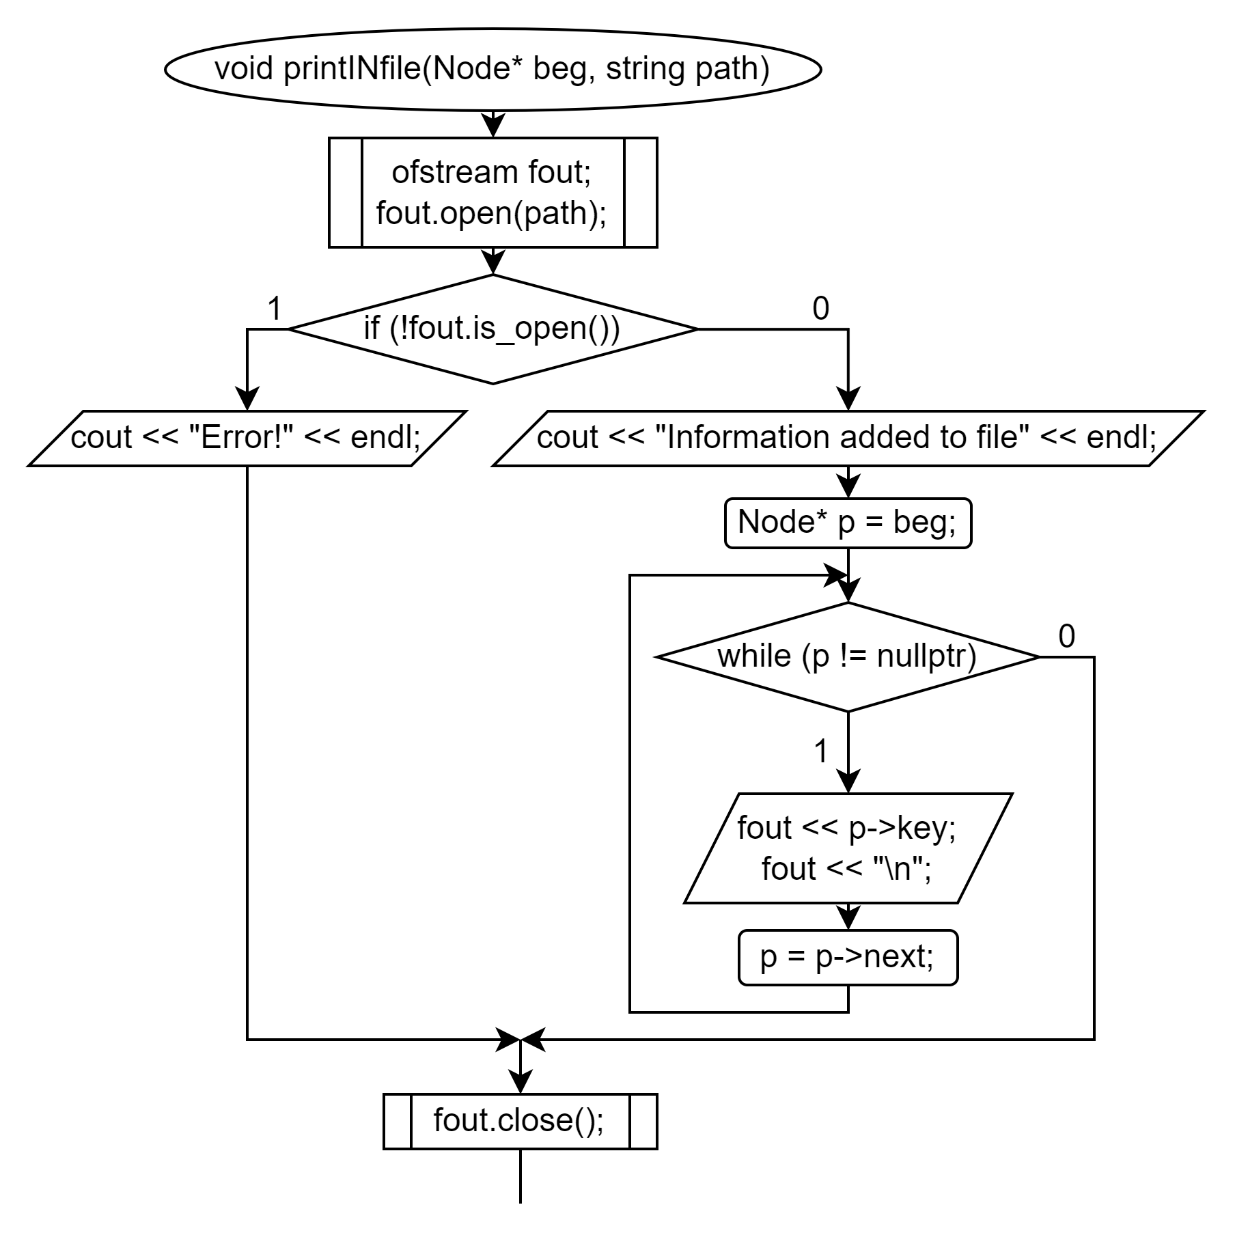 void printINfile(Node* beg, string path)
ofstream fout;
fout.open(path);
if (!fout.is_open())
1
0
cout << "Error!" << endl;
cout << "Information added to file" << endl;
Node* p = beg;
while (p != nullptr)
0
1
fout << p->key;
fout << "\n";
p = p->next;
fout.close();